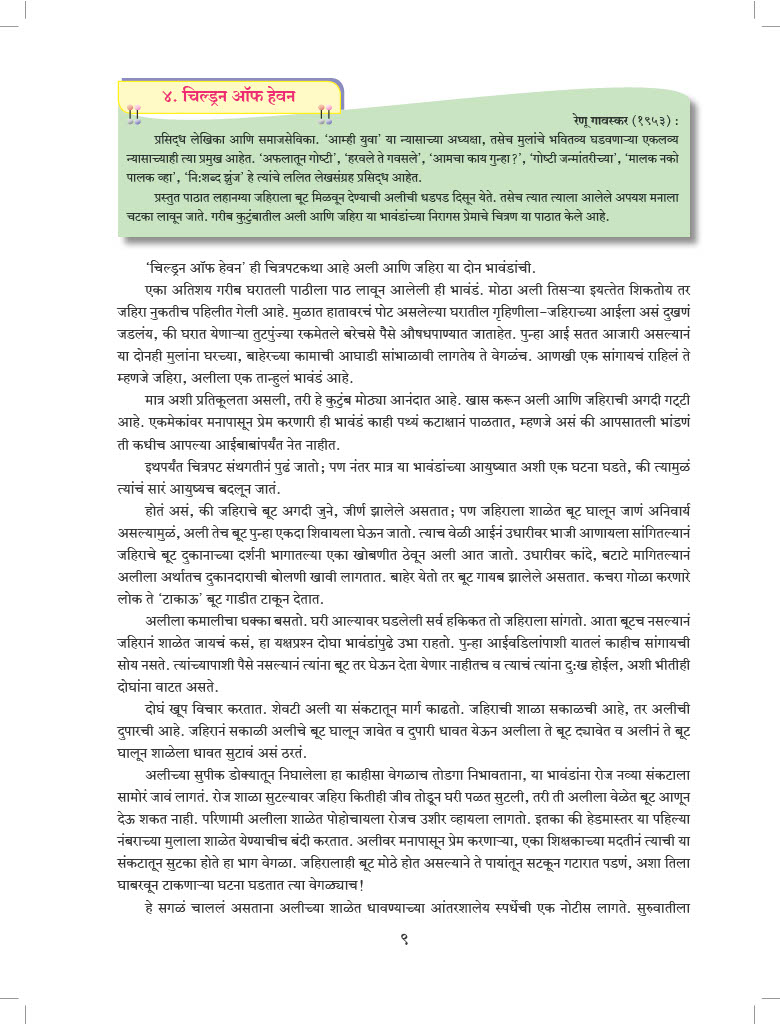 ४. चिल्ड्रन ऑफ हेवन
रेणू गावस्कर (१९५३) :
प्रसिद्ध लेखिका आणि समाजसेविका. ‘आम्ही युवा’ या न्यासाच्या अध्यक्षा, तसेच मुलांचे भवितव्य घडवणाऱ्या एकलव्य
न्यासाच्याही त्या प्रमुख आहेत. ‘अफलातून गोष्टी’, ‘हरवले ते गवसले’, ‘आमचा काय गुन्हा?’, ‘गोष्टी जन्मांतरीच्या’, ‘मालक नको
पालक व्हा’, ‘नि:शब्द झुंज’ हे त्यांचे ललित लेखसंग्रह प्रसिद्ध आहेत.
प्रस्तुत पाठात लहानग्या जहिराला बूट मिळवून देण्याची अलीची धडपड दिसून येते. तसेच त्यात त्याला आलेले अपयश मनाला
चटका लावून जाते. गरीब कुटुंबातील अली आणि जहिरा या भावंडांच्या निरागस प्रेमाचे चित्रण या पाठात केले आहे.
‘चिल्ड्रन ऑफ हेवन’ ही चित्रपटकथा आहे अली आणि जहिरा या दोन भावंडांची.
एका अतिशय गरीब घरातली पाठीला पाठ लावून आलेली ही भावंडं. मोठा अली तिसऱ्या इयत्तेत शिकतोय तर
जहिरा नुकतीच पहिलीत गेली आहे. मुळात हातावरचं पोट असलेल्या घरातील गृहिणीला-जहिराच्या आईला असं दुखणं
जडलंय, की घरात येणाऱ्या तुटपुंज्या रकमेतले बरेचसे पैसे औषधपाण्यात जाताहेत. पुन्हा आई सतत आजारी असल्यानं
या दोनही मुलांना घरच्या, बाहेरच्या कामाची आघाडी सांभाळावी लागतेय ते वेगळंच. आणखी एक सांगायचं राहिलं ते
म्हणजे जहिरा, अलीला एक तान्हुलं भावंडं आहे.
मात्र अशी प्रतिकूलता असली, तरी हे कुटुंब मोठ्या आनंदात आहे. खास करून अली आणि जहिराची अगदी गट्टी
आहे. एकमेकांवर मनापासून प्रेम करणारी ही भावंडं काही पथ्यं कटाक्षानं पाळतात, म्हणजे असं की आपसातली भांडणं
ती कधीच आपल्या आईबाबांपर्यंत नेत नाहीत.
इथपर्यंत चित्रपट संथगतीनं पुढं जातो; पण नंतर मात्र या भावंडांच्या आयुष्यात अशी एक घटना घडते, की त्यामुळं
त्यांचं सारं आयुष्यच बदलून जातं.
होतं असं, की जहिराचे बूट अगदी जुने, जीर्ण झालेले असतात; पण जहिराला शाळेत बूट घालून जाणं अनिवार्य
असल्यामुळं, अली तेच बूट पुन्हा एकदा शिवायला घेऊन जातो. त्याच वेळी आईनं उधारीवर भाजी आणायला सांगितल्यानं
जहिराचे बूट दुकानाच्या दर्शनी भागातल्या एका खोबणीत ठेवून अली आत जातो. उधारीवर कांदे, बटाटे मागितल्यानं
अलीला अर्थातच दुकानदाराची बोलणी खावी लागतात. बाहेर येतो तर बूट गायब झालेले असतात. कचरा गोळा करणारे
लोक ते ‘टाकाऊ’ बूट गाडीत टाकून देतात.
अलीला कमालीचा धक्का बसतो. घरी आल्यावर घडलेली सर्व हकिकत तो जहिराला सांगतो. आता बूटच नसल्यानं
जहिरानं शाळेत जायचं कसं, हा यक्षप्रश्न दोघा भावंडांपुढे उभा राहतो. पुन्हा आईवडिलांपाशी यातलं काहीच सांगायची
सोय नसते. त्यांच्यापाशी पैसे नसल्यानं त्यांना बूट तर घेऊन देता येणार नाहीतच व त्याचं त्यांना दु:ख होईल, अशी भीतीही
दोघांना वाटत असते.
दोघं खूप विचार करतात. शेवटी अली या संकटातून मार्ग काढतो. जहिराची शाळा सकाळची आहे, तर अलीची
दुपारची आहे. जहिरानं सकाळी अलीचे बूट घालून जावेत व दुपारी धावत येऊन अलीला ते बूट द्यावेत व अलीनं ते बूट
घालून शाळेला धावत सुटावं असं ठरतं.
अलीच्या सुपीक डोक्यातून निघालेला हा काहीसा वेगळाच तोडगा निभावताना, या भावंडांना रोज नव्या संकटाला
सामोरं जावं लागतं. रोज शाळा सुटल्यावर जहिरा कितीही जीव तोडून घरी पळत सुटली, तरी ती अलीला वेळेत बूट आणून
देऊ शकत नाही. परिणामी अलीला शाळेत पोहोचायला रोजच उशीर व्हायला लागतो. इतका की हेडमास्तर या पहिल्या
नंबराच्या मुलाला शाळेत येण्याचीच बंदी करतात. अलीवर मनापासून प्रेम करणाऱ्या, एका शिक्षकाच्या मदतीनं त्याची या
संकटातून सुटका होते हा भाग वेगळा. जहिरालाही बूट मोठे होत असल्याने ते पायांतून सटकून गटारात पडणं, अशा तिला
घाबरवून टाकणाऱ्या घटना घडतात त्या वेगळ्याच!
हे सगळं चाललं असताना अलीच्या शाळेत धावण्याच्या आंतरशालेय स्पर्धेची एक नोटीस लागते. सुरुवातीला
९